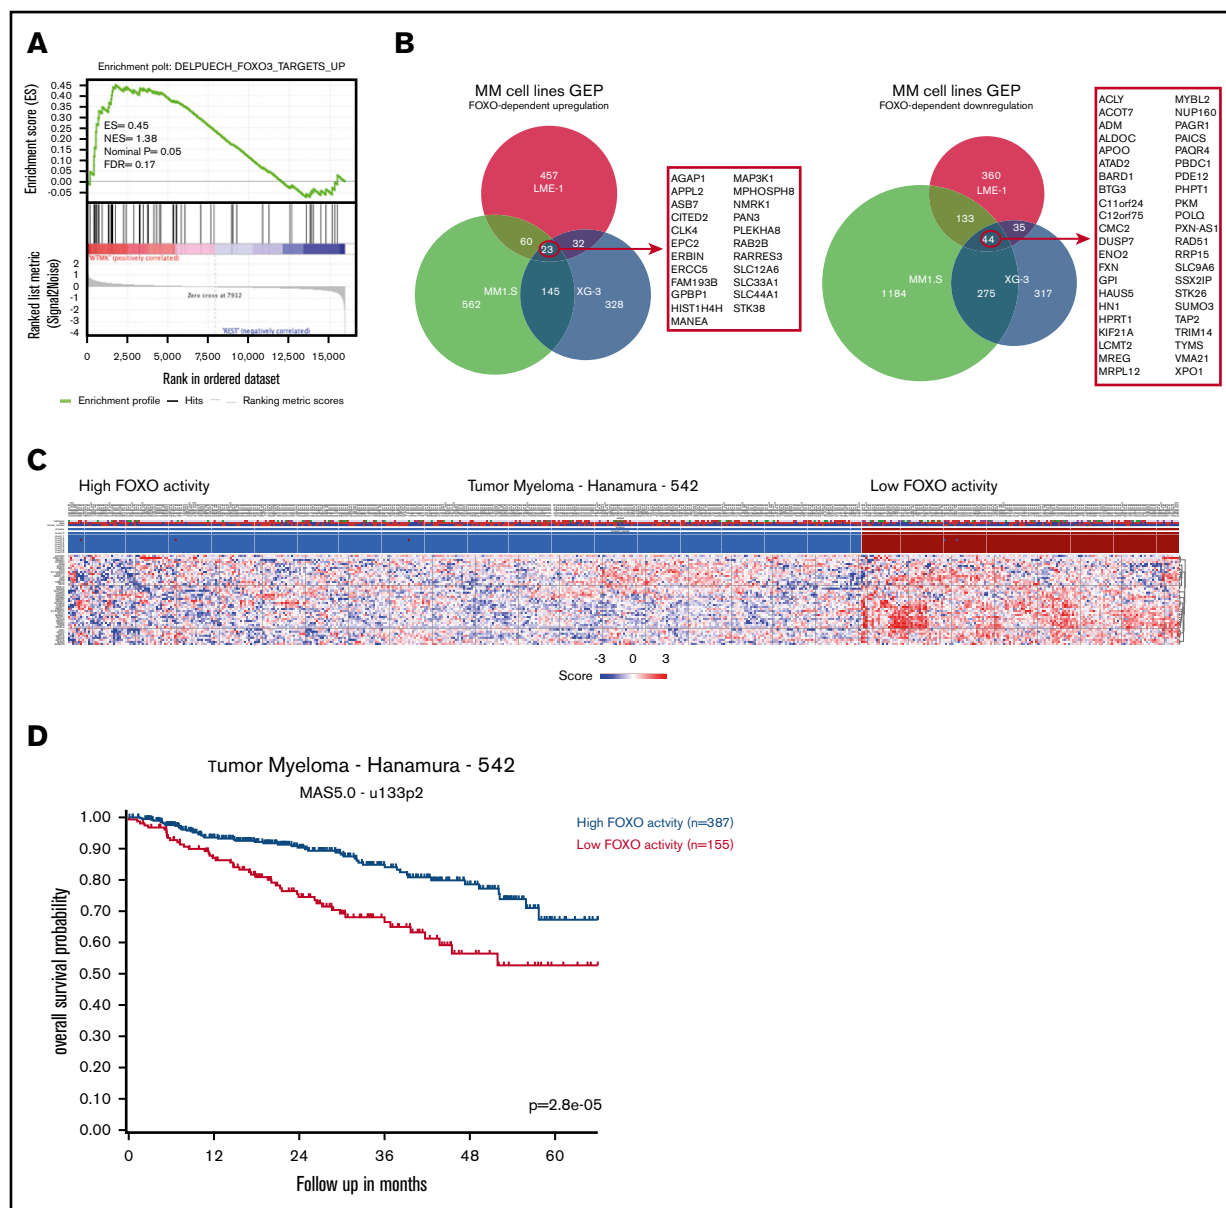 A
Enrichment polt: DELPUECH_FOXO3_TARGETS_UP
Enrichment score (ES)
0.45
0.40
0.35
0.30
0.25
0.20
0.15
0.10
0.05
0.00
-0.05
ES= 0.45
NES= 1.38
Nominal P= 0.05
FDR= 0.17
Ranked list metric
(Signal2Noise)
2
1
0
-1
-2
-3
-4
'WTMK' (positively correlated)
Zero cross at 7932
'REST' (negatively correlated)
0
2,500
5,000
7,500
10,000
12,500
15,000
Rank in ordered dataset
Enrichment profile
Hits
Ranking metric scores
B
MM cell lines GEP
FOXO-dependent upregulation
457
LME-1
60
23
32
MM1.S
562
145
XG-3
328
AGAP1 MAP3K1
APPL2 MPHOSPH8
ASB7 NMRK1
CITED2 PAN3
CLK4 PLEKHA8
EPC2 RAB2B
ERBIN RARRES3
ERCC5 SLC12A6
FAM193B SLC33A1
GPBP1 SLC44A1
HIST1H4H STK38
MANEA
MM cell lines GEP
FOXO-dependent downregulation
360
LME-1
133
44
35
MM1.S
1184
275
XG-3
317
ACLY MYBL2
ACOT7 NUP160
ADM PAGR1
ALDOC PAICS
APOO PAQR4
ATAD2 PBDC1
BARD1 PDE12
BTG3 PHPT1
C11orf24 PKM
C12orf75 POLQ
CMC2 PXN-AS1
DUSP7 RAD51
ENO2 RRP15
FXN SLC9A6
GPI SSX2IP
HAUS5 STK26
HN1 SUMO3
HPRT1 TAP2
KIF21A TRIM14
LCMT2 TYMS
MREG VMA21
MRPL12 XPO1
C
High FOXO activity
Tumor Myeloma - Hanamura - 542
Low FOXO activity
-3 0 3
Score
D
Tumor Myeloma - Hanamura - 542
MAS5.0 - u133p2
High FOXO activity (n=387)
Low FOXO activity (n=155)
overall survival probability
1.00
0.90
0.80
0.70
0.60
0.50
0.40
0.30
0.20
0.10
0.00
p=2.8e-05
0
12
24
36
48
60
Follow up in months